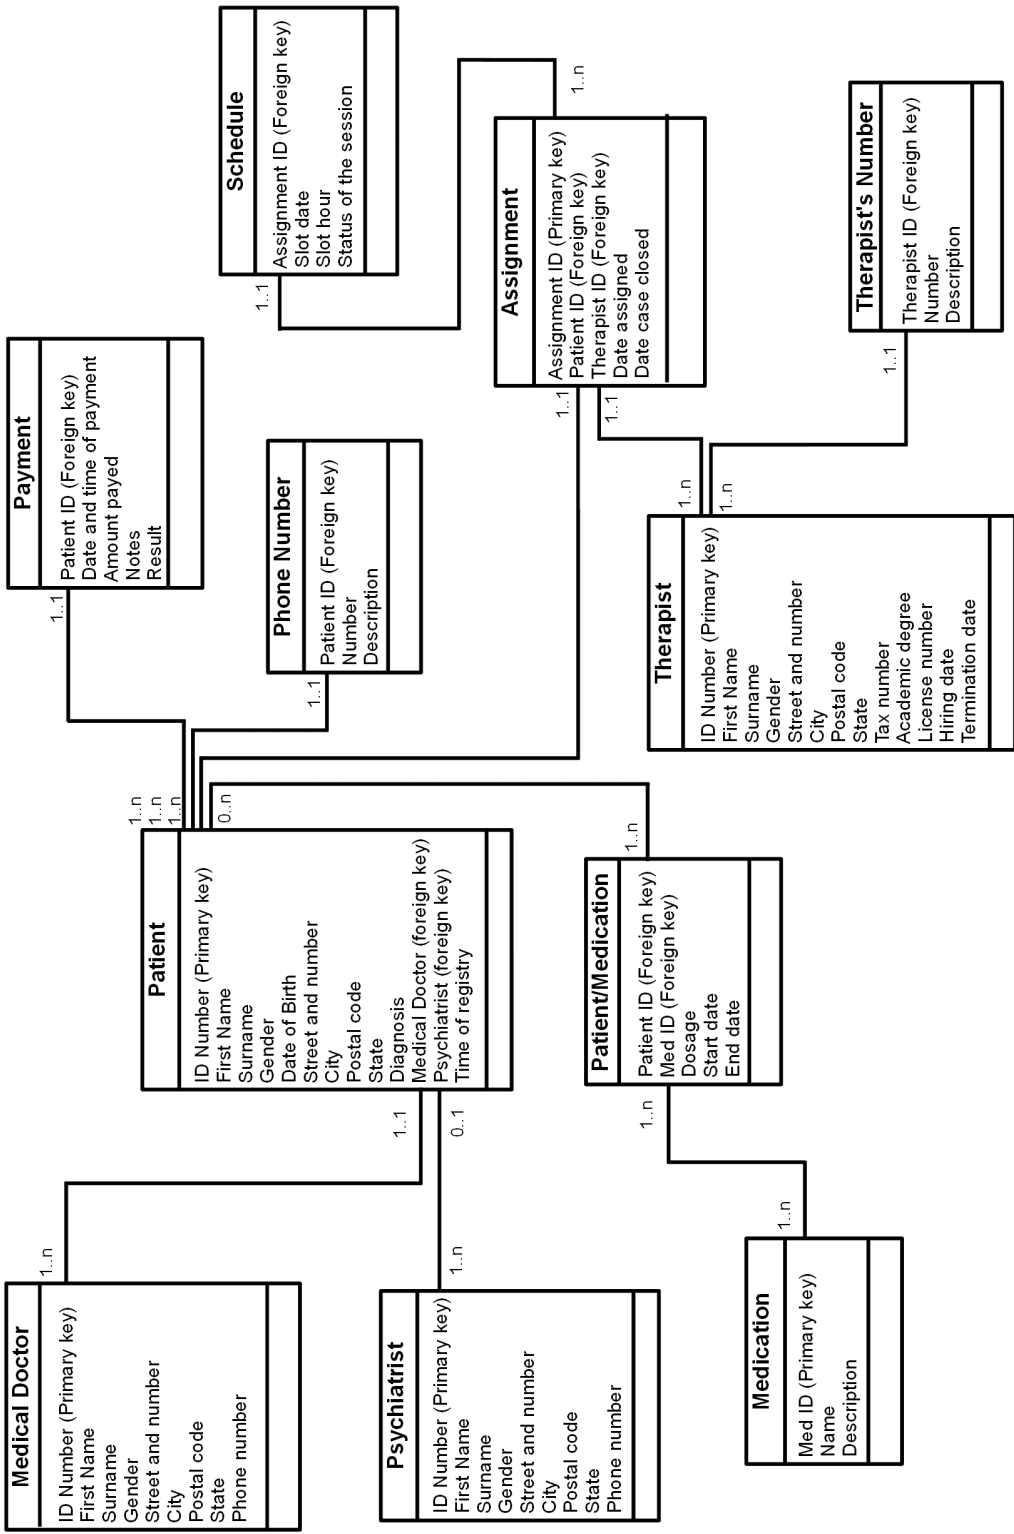 Medical Doctor
ID Number (Primary key)
First Name
Surname
Gender
Street and number
City
Postal code
State
Phone number
1..n
Psychiatrist
ID Number (Primary key)
First Name
Surname
Gender
Street and number
City
Postal code
State
Phone number
1..n
Medication
Med ID (Primary key)
Name
Description
1..n
Patient
ID Number (Primary key)
First Name
Surname
Gender
Date of Birth
Street and number
City
Postal code
State
Diagnosis
Medical Doctor (foreign key)
Psychiatrist (foreign key)
Time of registry
1..1
0..1
1..n
1..n
1..n
0..n
Patient/Medication
Patient ID (Foreign key)
Med ID (Foreign key)
Dosage
Start date
End date
1..n
1..n
Payment
Patient ID (Foreign key)
Date and time of payment
Amount payed
Notes
Result
1..1
Phone Number
Patient ID (Foreign key)
Number
Description
1..1
Therapist
ID Number (Primary key)
First Name
Surname
Gender
Street and number
City
Postal code
State
Tax number
Academic degree
License number
Hiring date
Termination date
1..n
1..n
Schedule
Assignment ID (Foreign key)
Slot date
Slot hour
Status of the session
1..1
Assignment
Assignment ID (Primary key)
Patient ID (Foreign key)
Therapist ID (Foreign key)
Date assigned
Date case closed
1..n
1..1
1..1
Therapist's Number
Therapist ID (Foreign key)
Number
Description
1..1